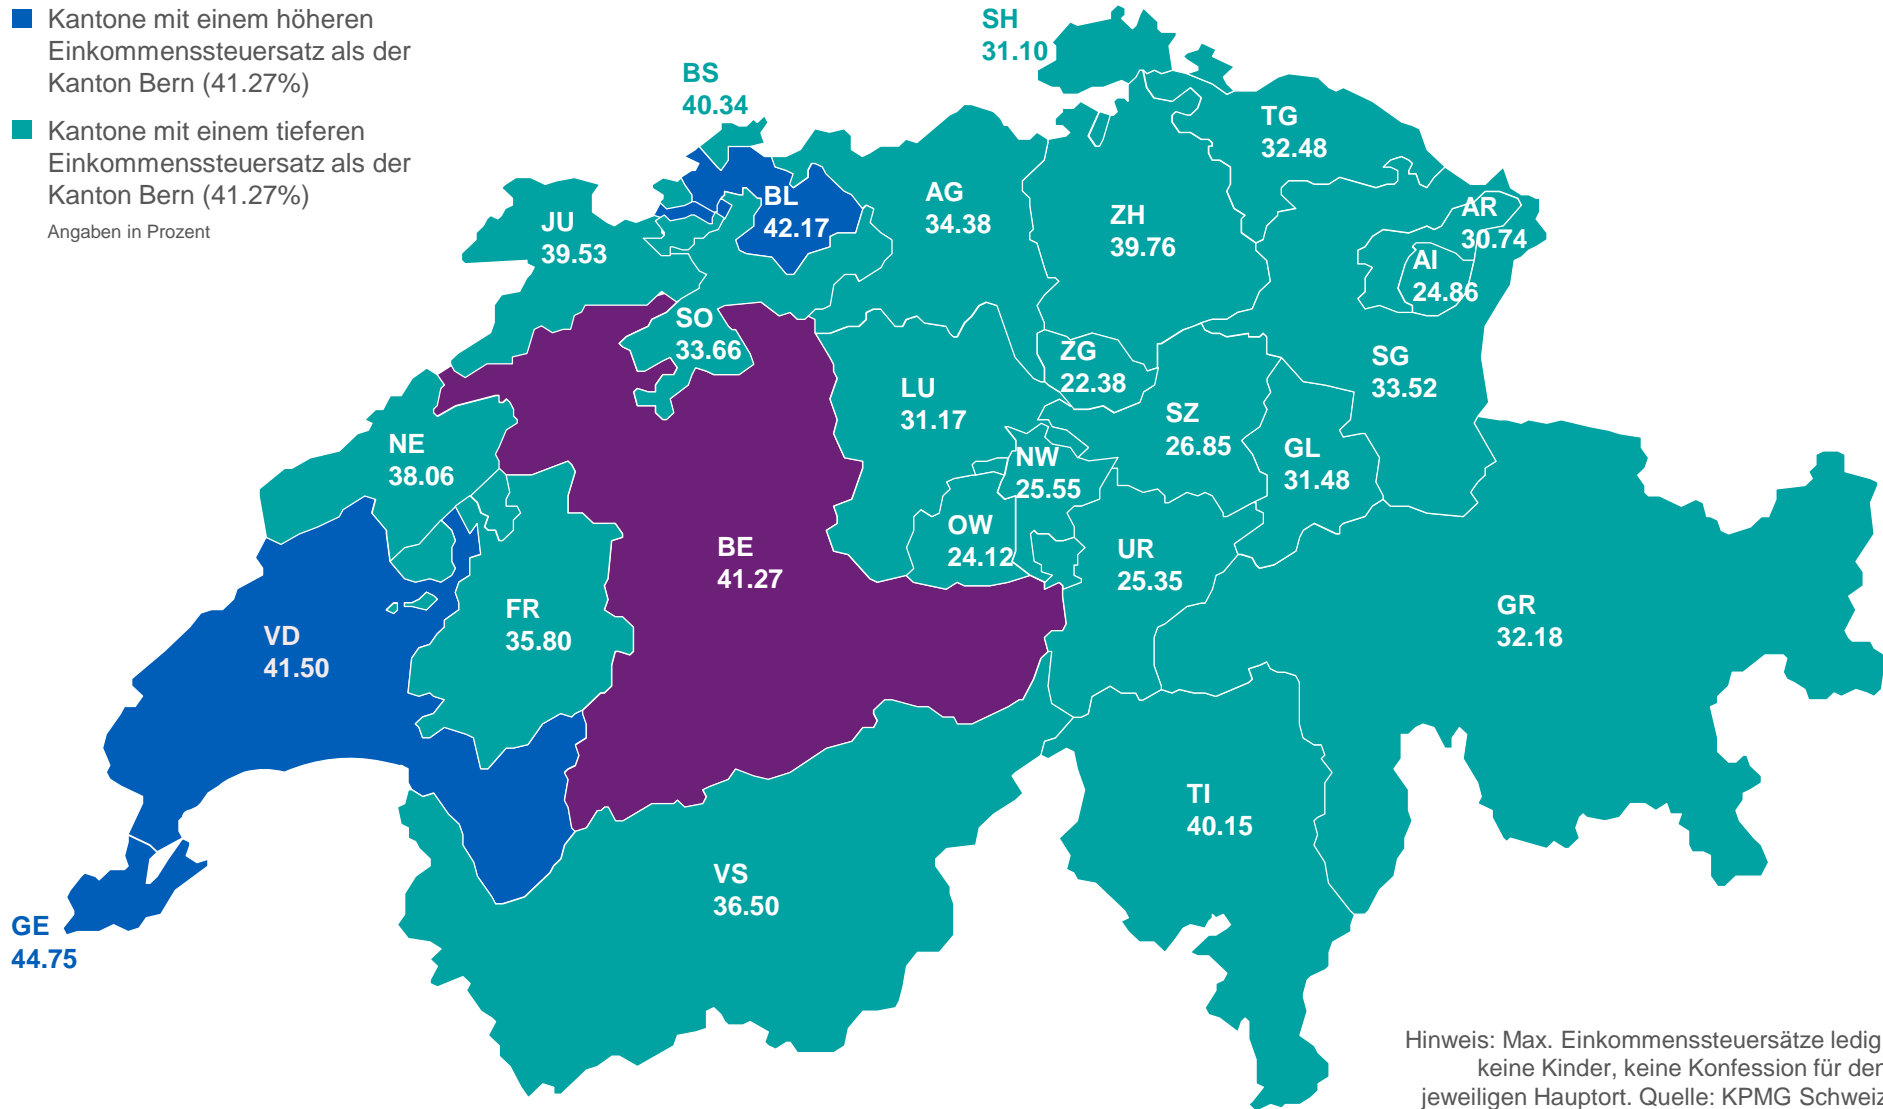 Kantone mit einem höheren
Einkommenssteuersatz als der
Kanton Bern (41.27%)
Kantone mit einem tieferen
Einkommenssteuersatz als der
Kanton Bern (41.27%)
Angaben in Prozent
SH
31.10
BS
40.34
TG
32.48
BL
42.17
AG
34.38
ZH
39.76
AR
30.74
JU
39.53
AI
24.86
SO
33.66
ZG
22.38
SG
33.52
LU
31.17
SZ
26.85
NE
38.06
NW
25.55
GL
31.48
OW
24.12
BE
41.27
UR
25.35
FR
35.80
GR
32.18
VD
41.50
TI
40.15
VS
36.50
GE
44.75
Hinweis: Max. Einkommenssteuersätze ledig
keine Kinder, keine Konfession für der
jeweiligen Hauptort. Quelle: KPMG Schweiz